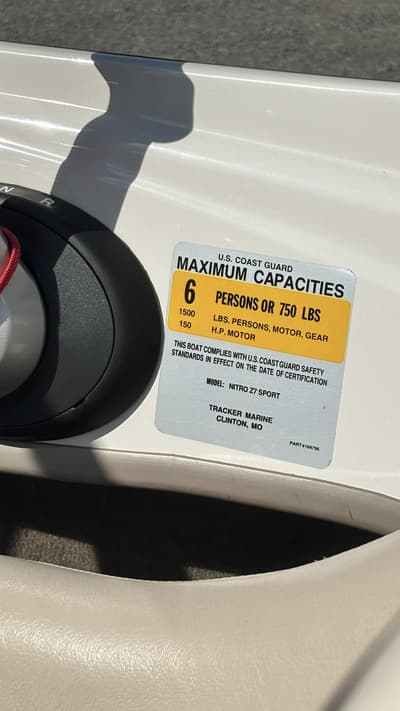 N R
U.S. COAST GUARD
MAXIMUM CAPACITIES
6 PERSONS OR 750 LBS
1500 LBS. PERSONS, MOTOR, GEAR
150 H.P. MOTOR
THIS BOAT COMPLIES WITH U.S. COAST GUARD SAFETY
STANDARDS IN EFFECT ON THE DATE OF CERTIFICATION
MODEL: NITRO Z7 SPORT
TRACKER MARINE
CLINTON, MO